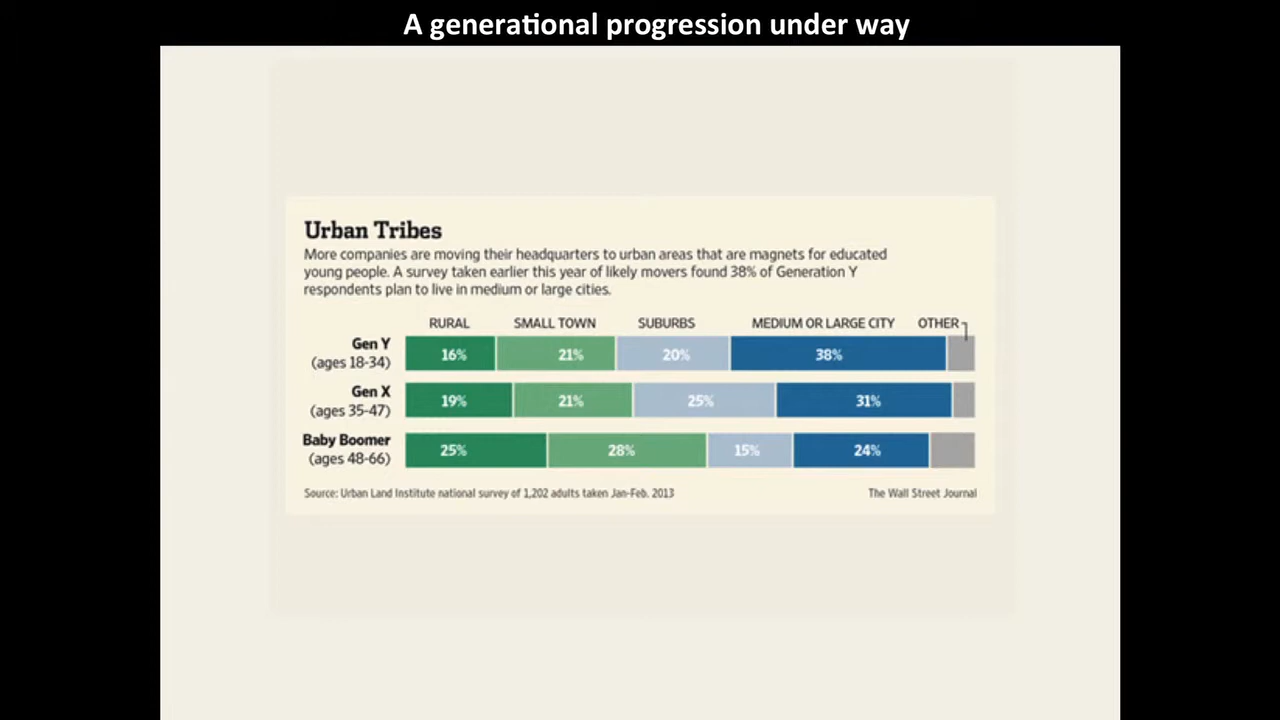 A generational progression under way
Urban Tribes
More companies are moving their headquarters to urban areas that are magnets for educated
young people. A survey taken earlier this year of likely movers found 38% of Generation Y
respondents plan to live in medium or large cities.
RURAL SMALL TOWN SUBURBS MEDIUM OR LARGE CITY OTHER
Gen Y
(ages 18-34)
16% 21% 20% 38%
Gen X
(ages 35-47)
19% 21% 25% 31%
Baby Boomer
(ages 48-66)
25% 28% 15% 24%
Source: Urban Land Institute national survey of 1,202 adults taken Jan-Feb. 2013
The Wall Street Journal